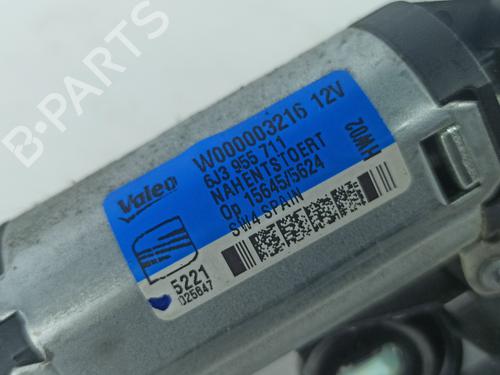 Valeo
W000003216 12V
6J3 955 711
NAHENTSTOERT
Op 15645/5624
SW4 SPAIN
HW02
5221
025647
B-PARTS